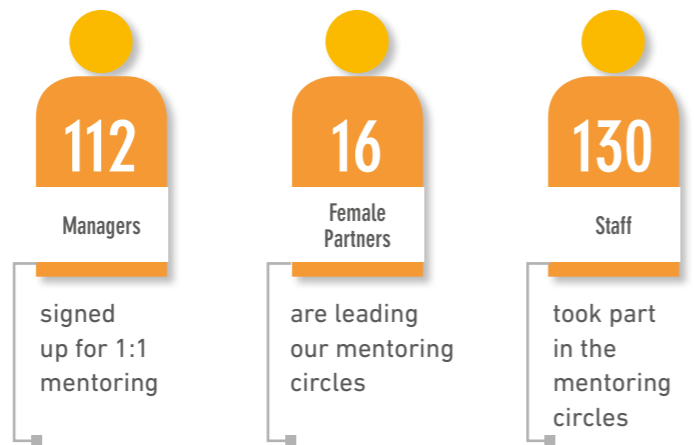 112
Managers
signed
up for 1:1
mentoring
16
Female
Partners
are leading
our mentoring
circles
130
Staff
took part
in the
mentoring
circles